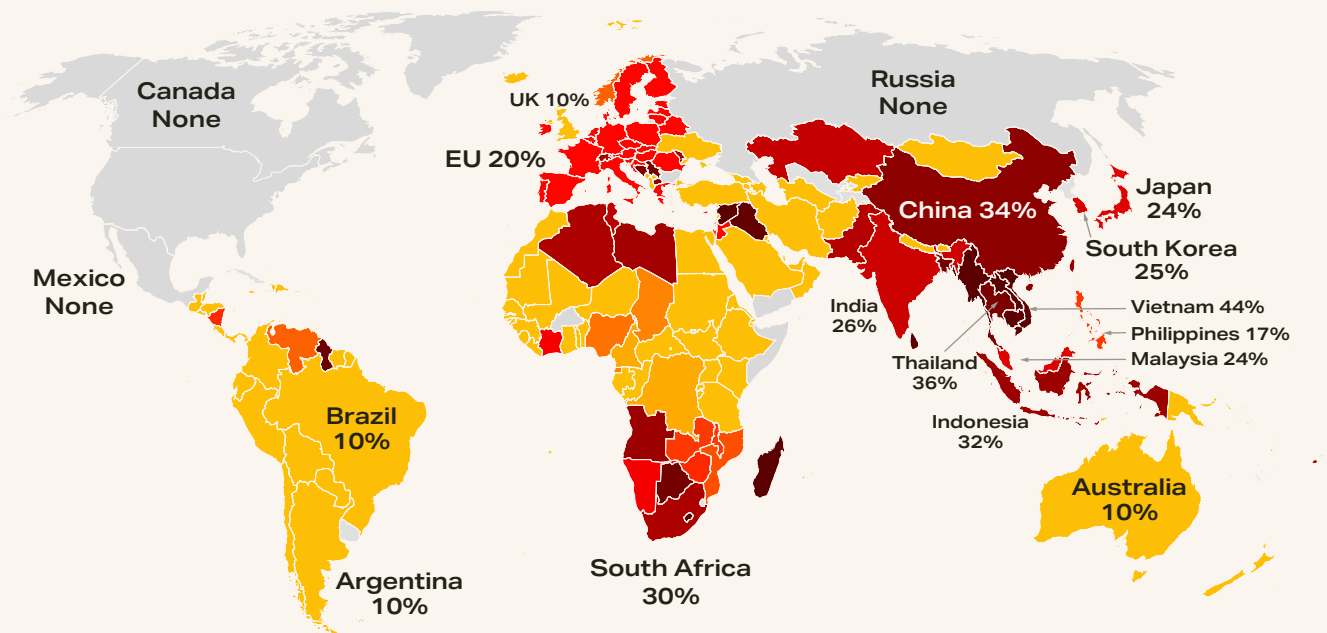 Canada
None
Russia
None
UK 10%
EU 20%
China 34%
Japan
24%
South Korea
25%
Mexico
None
India
26%
Vietnam 44%
Philippines 17%
Malaysia 24%
Thailand
36%
Indonesia
32%
Brazil
10%
Australia
10%
South Africa
30%
Argentina
10%